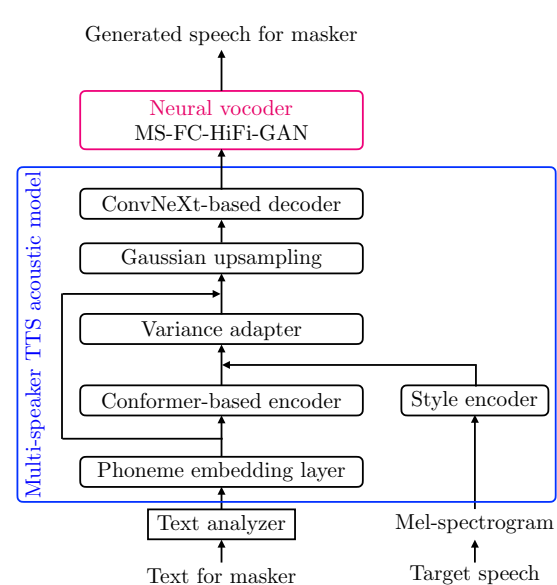 Generated speech for masker
Neural vocoder
MS-FC-HiFi-GAN
Multi-speaker TTS acoustic model
ConvNeXt-based decoder
Gaussian upsampling
Variance adapter
Conformer-based encoder
Style encoder
Phoneme embedding layer
Text analyzer
Mel-spectrogram
Text for masker
Target speech